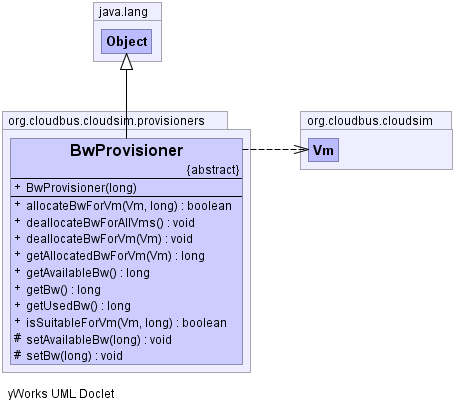 java.lang
Object
org.cloudbus.cloudsim.provisioners
org.cloudbus.cloudsim
BwProvisioner
Vm
{abstract}
+ BwProvisioner(long)
+ allocateBwForVm(Vm, long) : boolean
+ deallocateBwForAllVms() : void
+ deallocateBwForVm(Vm) : void
+ getAllocatedBwForVm(Vm) : long
+ getAvailableBw() : long
+ getBw() : long
+ getUsedBw() : long
+ isSuitableForVm(Vm, long) : boolean
# setAvailableBw(long) : void
# setBw(long) : void
yWorks UML Doclet